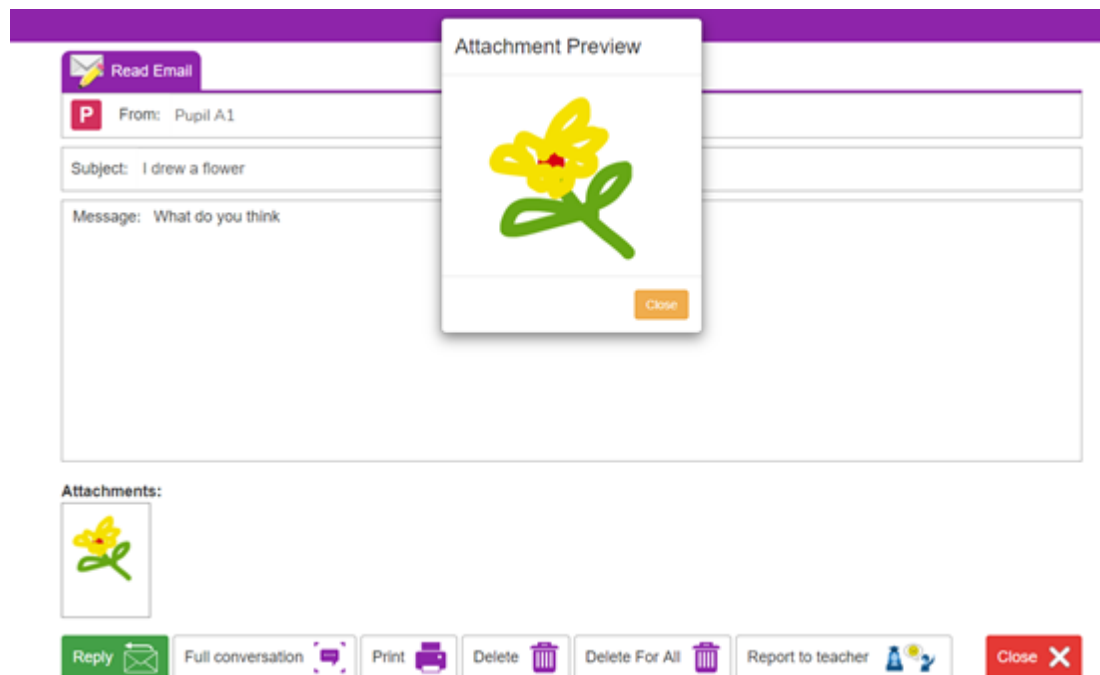 Attachment Preview
Read Email
P From: Pupil A1
Subject: I drew a flower
Message: What do you think
Close
Attachments:
Reply Full conversation Print Delete Delete For All Report to teacher Close